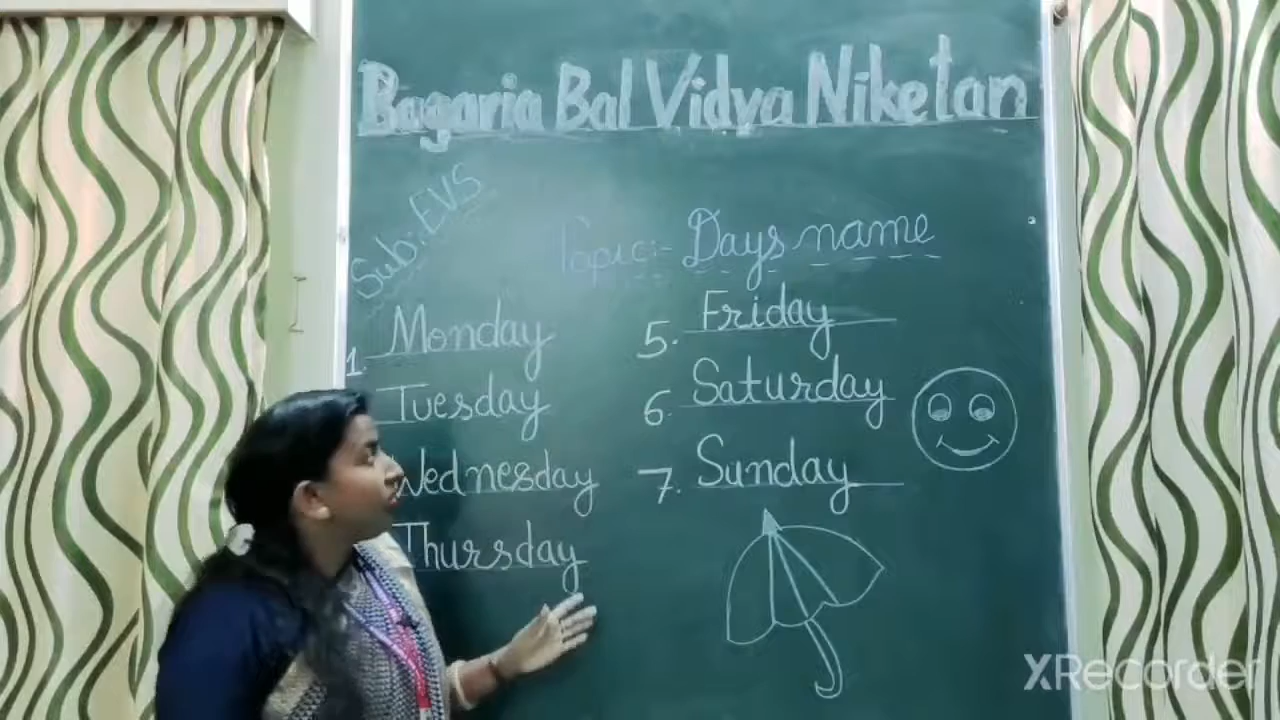 Bagaria Bal Vidya Niketan
Sub: EVS
Topic:- Days name
1. Monday
Tuesday
Wednesday
Thursday
5. Friday
6. Saturday
7. Sunday
XRecorder